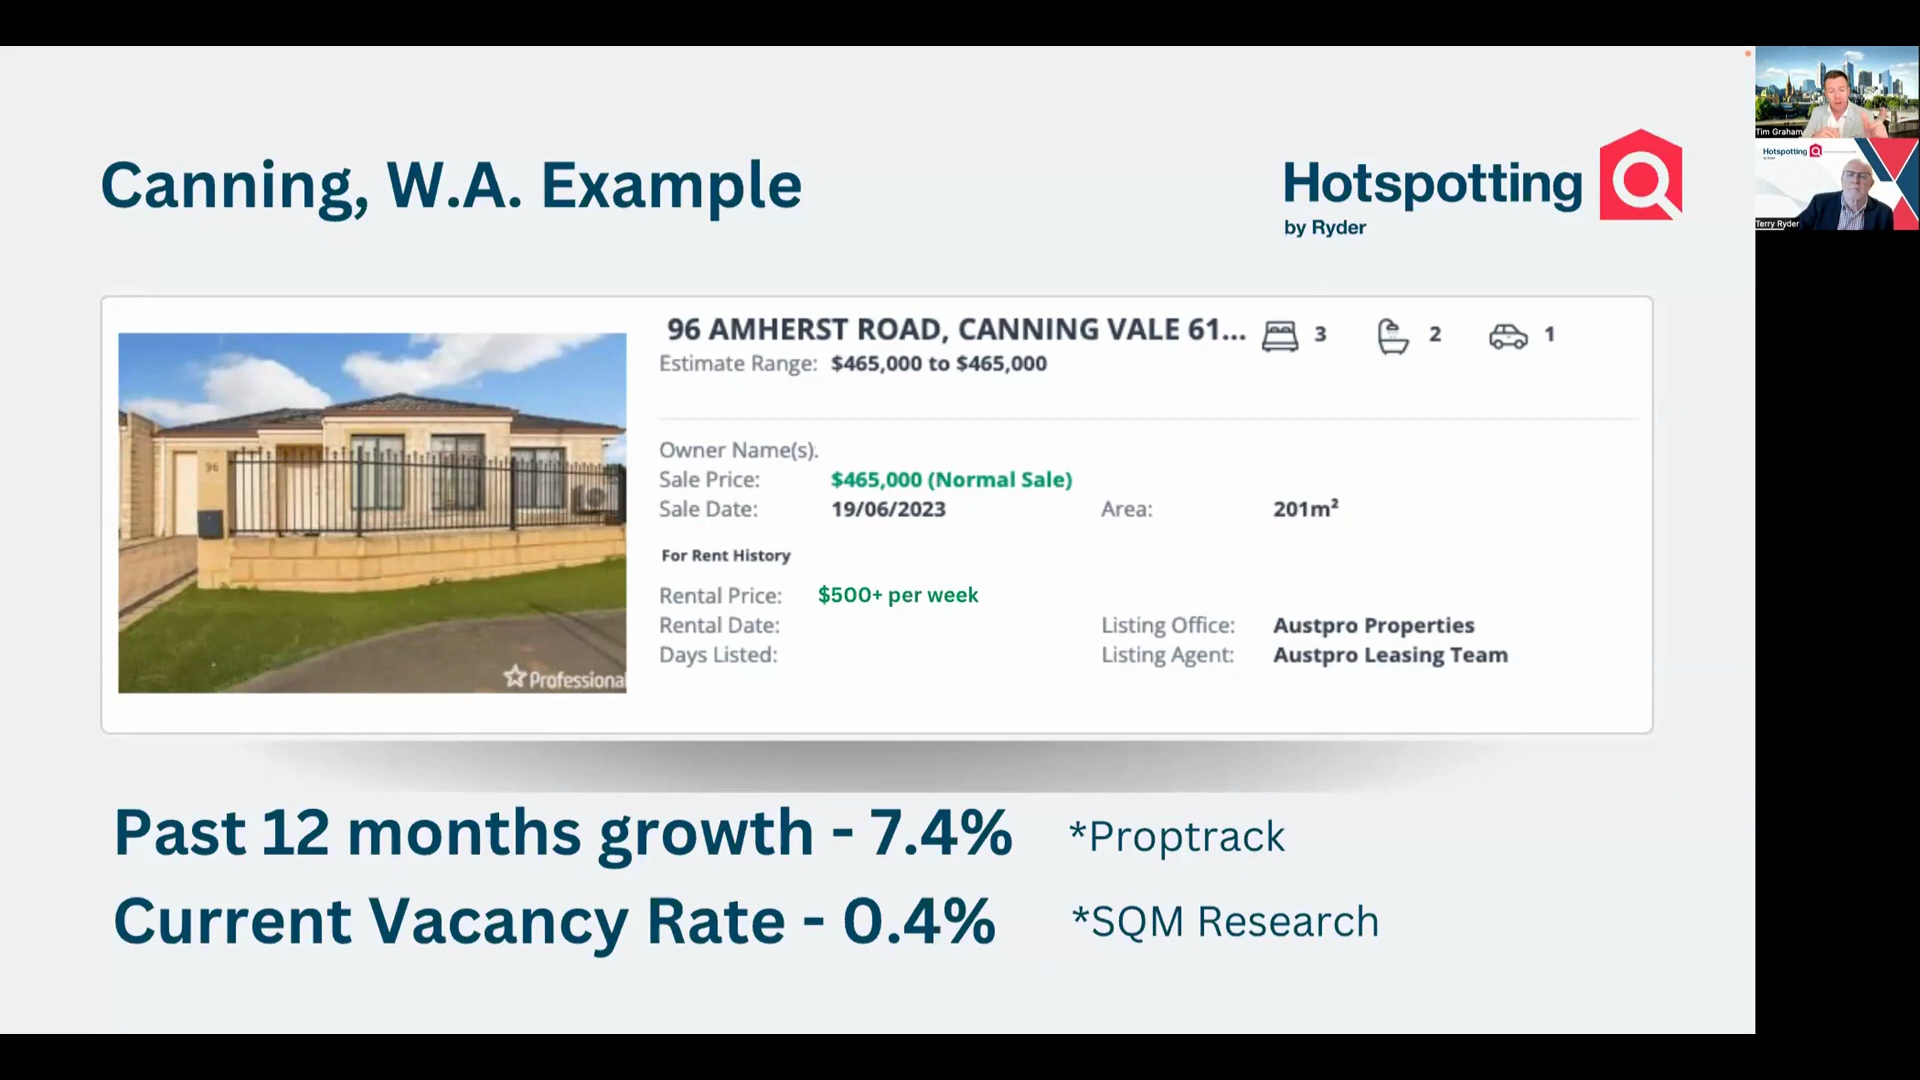 Canning, W.A. Example
Hotspotting
by Ryder
Tim Graham
Hotspotting
Terry Ryder
96 AMHERST ROAD, CANNING VALE 61...
3
2
1
Estimate Range: $465,000 to $465,000
Owner Name(s).
Sale Price: $465,000 (Normal Sale)
Sale Date: 19/06/2023 Area: 201m²
For Rent History
Rental Price: $500+ per week
Rental Date: Listing Office: Austpro Properties
Days Listed: Listing Agent: Austpro Leasing Team
96
Professional
Past 12 months growth - 7.4% *Proptrack
Current Vacancy Rate - 0.4% *SQM Research